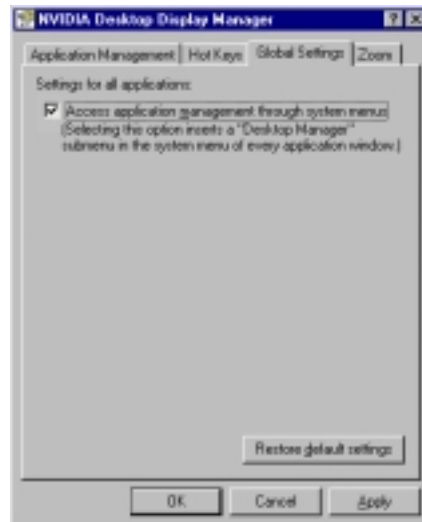 NVIDIA Desktop Display Manager
Application Management Hot Keys Global Settings Zoom
Settings for all applications:
Access application management through system menus
(Selecting this option inserts a "Desktop Manager"
submenu in the system menu of every application window.)
Restore default settings
OK Cancel Apply